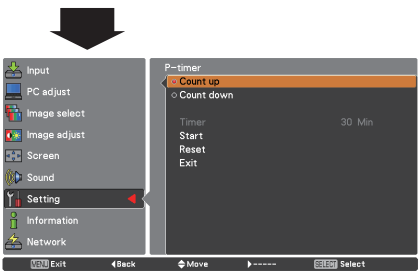 P-timer
Input
PC adjust
Image select
Image adjust
Screen
Sound
Setting
Information
Network
Count up
Count down
Timer 30 Min
Start
Reset
Exit
MENU Exit Back Move ----- SELECT Select